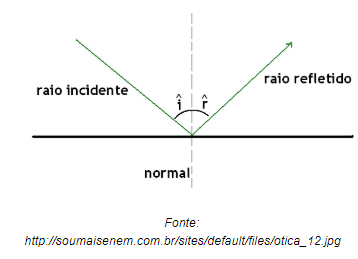 raio incidente
î
r̂
raio refletido
normal
Fonte:
http://soumaisenem.com.br/sites/default/files/otica_12.jpg